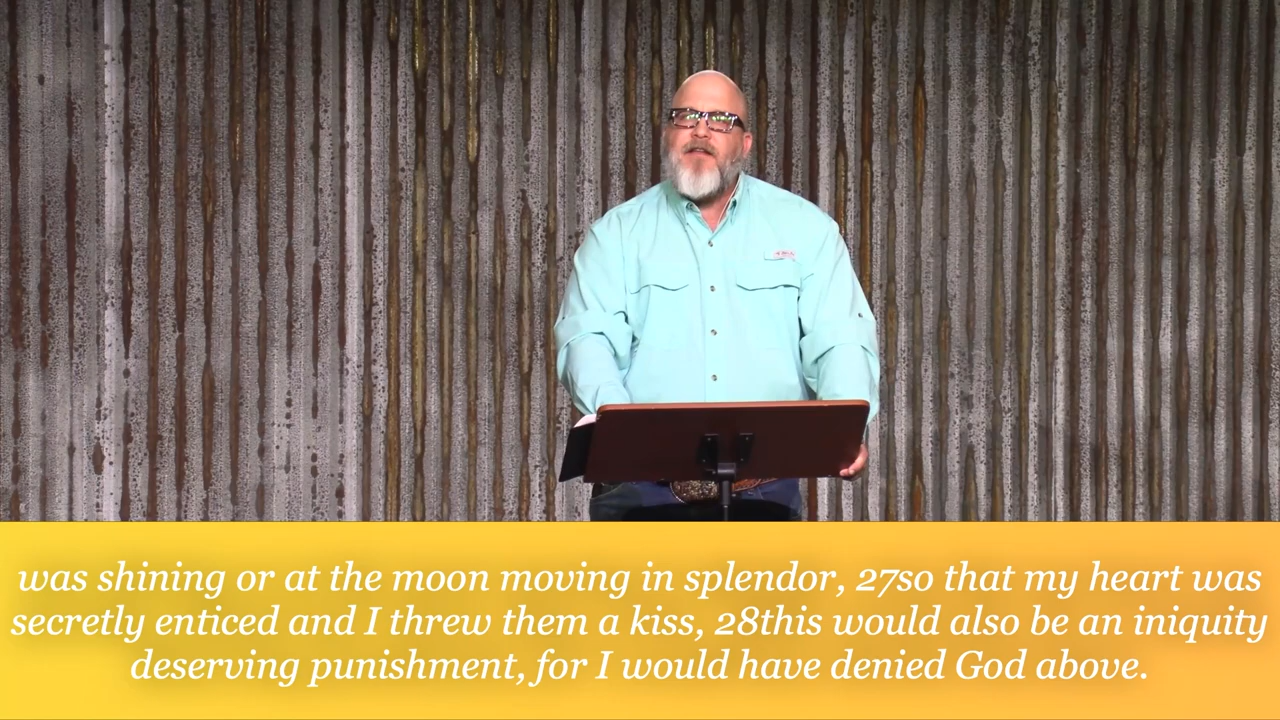 was shining or at the moon moving in splendor, 27so that my heart was
secretly enticed and I threw them a kiss, 28this would also be an iniquity
deserving punishment, for I would have denied God above.